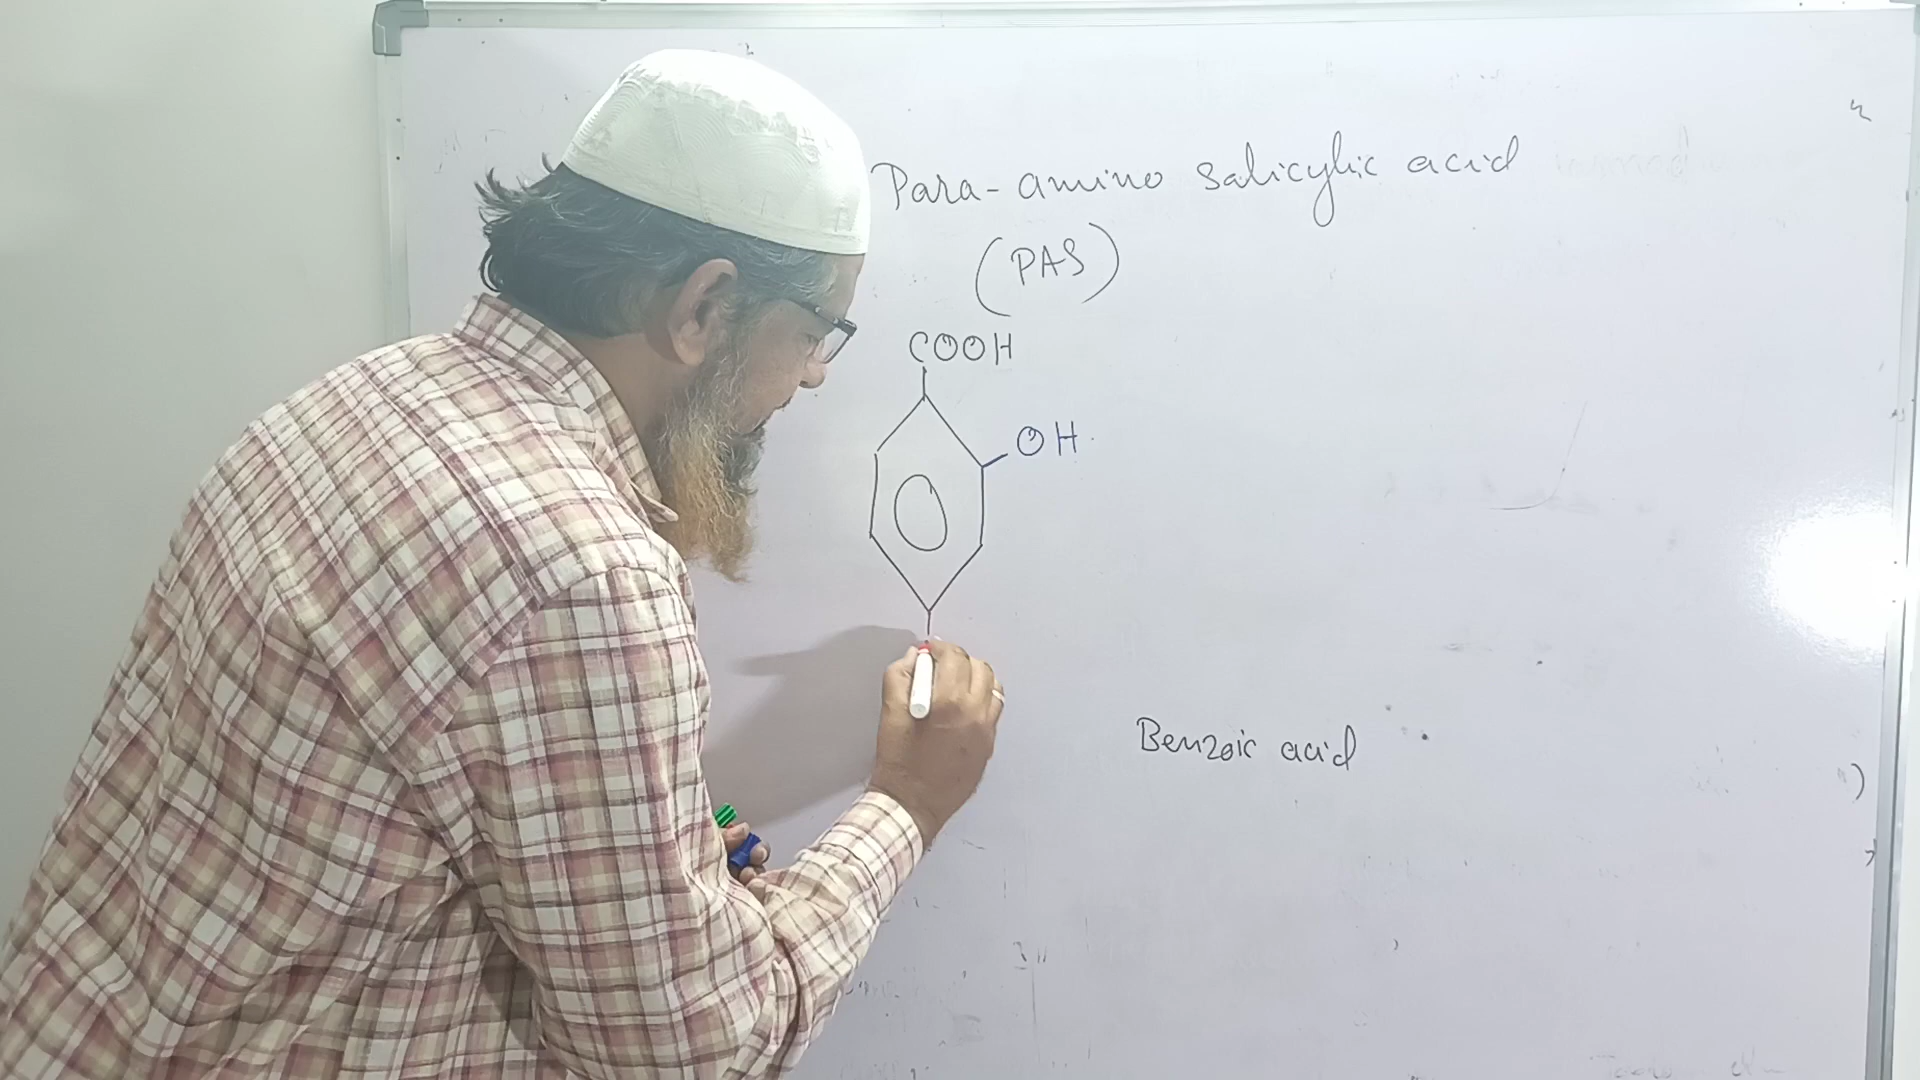 Para-amino salicylic acid
(PAS)
COOH
OH
Benzoic acid